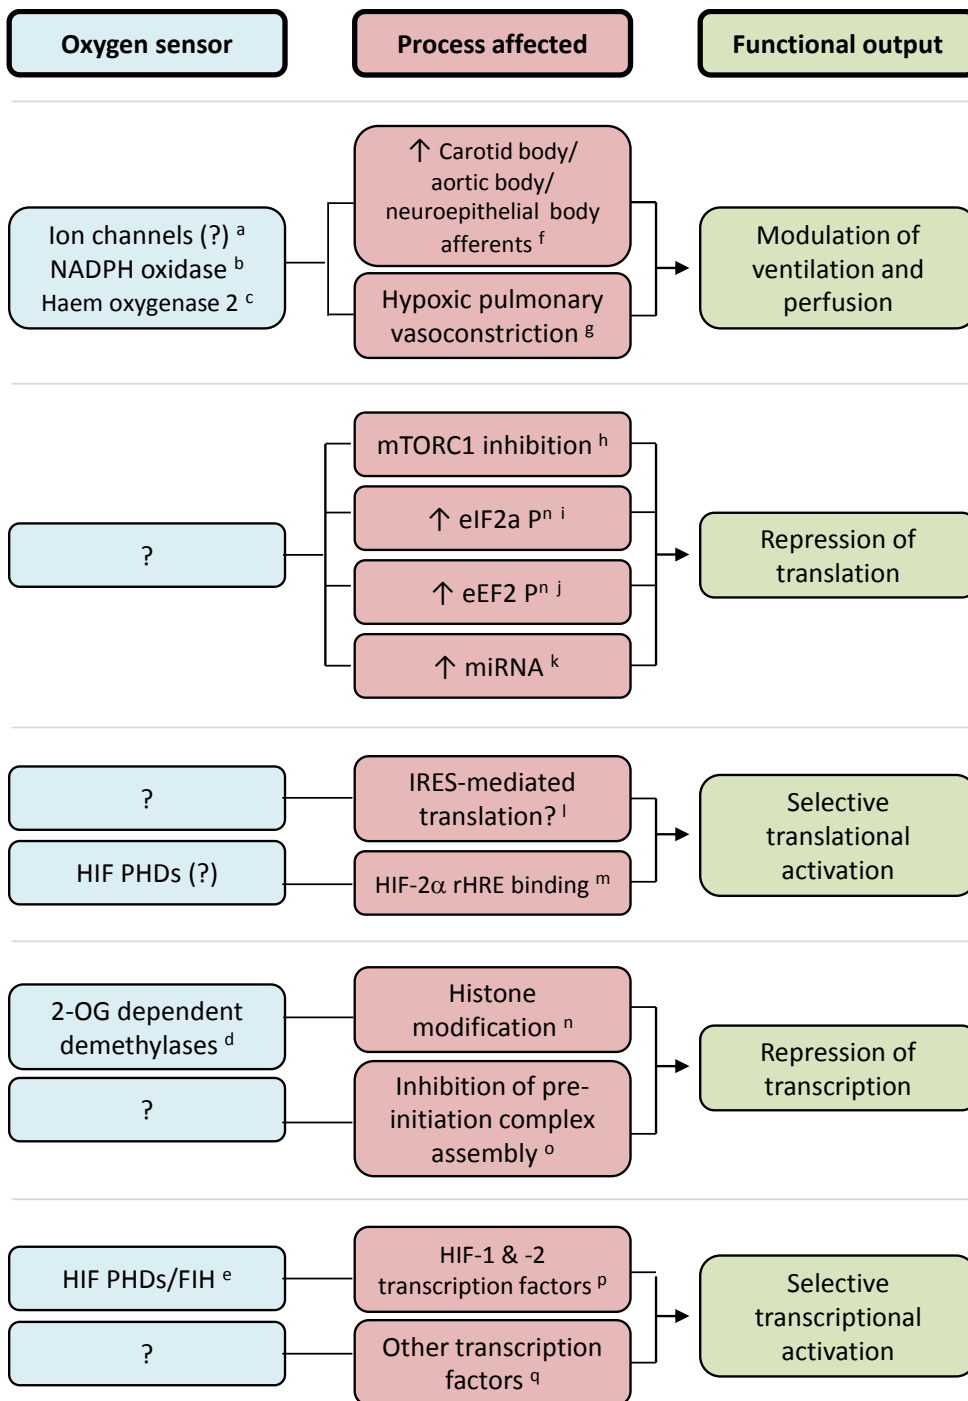 Oxygen sensor
Process affected
Functional output
Ion channels (?) a
NADPH oxidase b
Haem oxygenase 2 c
↑ Carotid body/
aortic body/
neuroepithelial body
afferents f
Hypoxic pulmonary
vasoconstriction g
Modulation of
ventilation and
perfusion
?
mTORC1 inhibition h
↑ eIF2a Pn i
↑ eEF2 Pn j
↑ miRNA k
Repression of
translation
?
HIF PHDs (?)
IRES-mediated
translation? l
HIF-2α rHRE binding m
Selective
translational
activation
2-OG dependent
demethylases d
?
Histone
modification n
Inhibition of pre-
initiation complex
assembly o
Repression of
transcription
HIF PHDs/FIH e
?
HIF-1 & -2
transcription factors p
Other transcription
factors q
Selective
transcriptional
activation